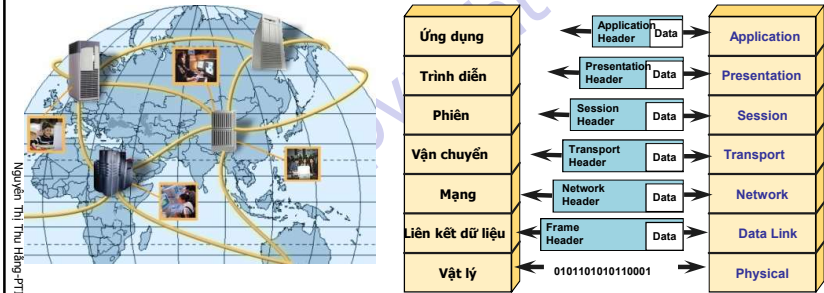 Nguyễn Thị Thu Hằng-PT
Ứng dụng
Application
Header
Data
Application
Trình diễn
Presentation
Header
Data
Presentation
Phiên
Session
Header
Data
Session
Vận chuyển
Transport
Header
Data
Transport
Mạng
Network
Header
Data
Network
Liên kết dữ liệu
Frame
Header
Data
Data Link
Vật lý
0101101010110001
Physical